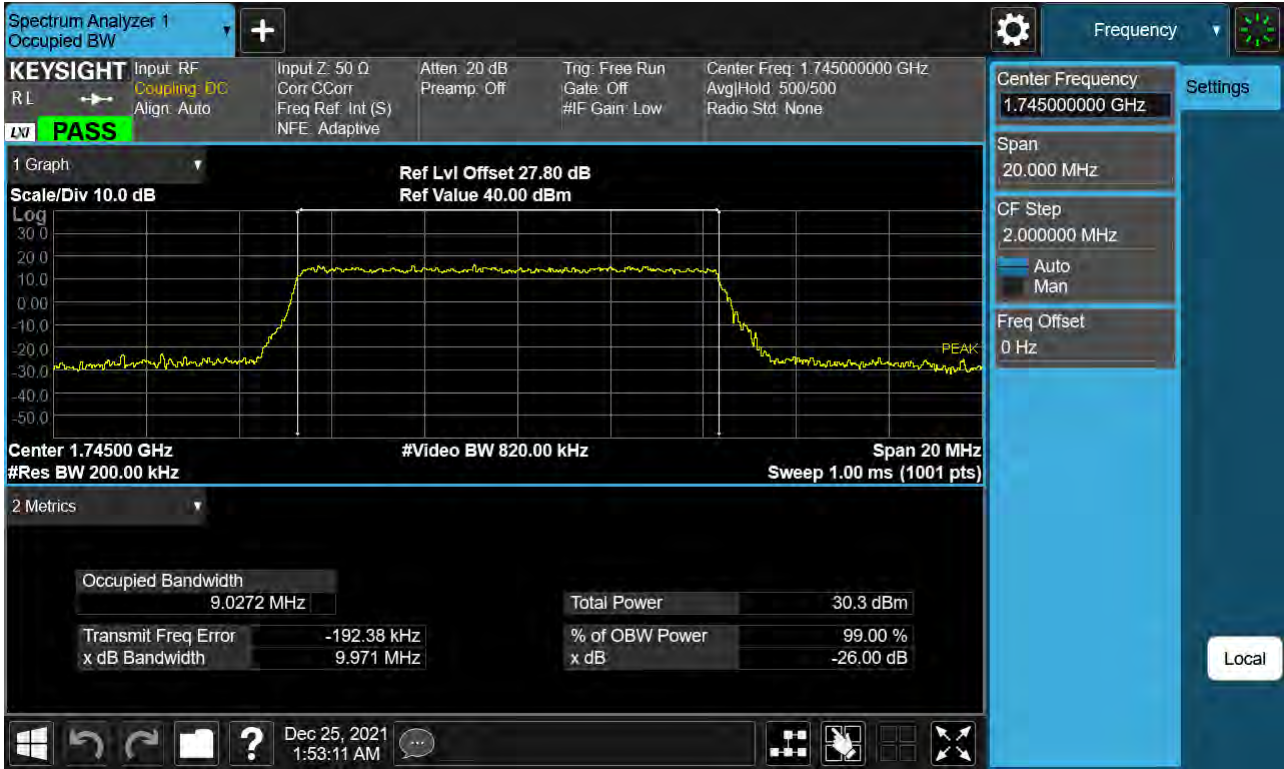 Spectrum Analyzer 1
Occupied BW
Frequency
KEYSIGHT
R L
LXI
PASS
Input: RF
Coupling: DC
Align: Auto
Input Z: 50 Ω
Corr CCorr
Freq Ref: Int (S)
NFE: Adaptive
Atten: 20 dB
Preamp: Off
Trig: Free Run
Gate: Off
#IF Gain: Low
Center Freq: 1.745000000 GHz
Avg|Hold: 500/500
Radio Std: None
Center Frequency
1.745000000 GHz
Settings
Span
20.000 MHz
CF Step
2.000000 MHz
Auto
Man
Freq Offset
0 Hz
Local
1 Graph
Scale/Div 10.0 dB
Ref Lvl Offset 27.80 dB
Ref Value 40.00 dBm
Log
30.0
20.0
10.0
0.00
-10.0
-20.0
-30.0
-40.0
-50.0
PEAK
Center 1.74500 GHz
#Video BW 820.00 kHz
Span 20 MHz
#Res BW 200.00 kHz
Sweep 1.00 ms (1001 pts)
2 Metrics
Occupied Bandwidth
9.0272 MHz
Total Power 30.3 dBm
Transmit Freq Error -192.38 kHz
% of OBW Power 99.00 %
x dB Bandwidth 9.971 MHz
x dB -26.00 dB
?
Dec 25, 2021
1:53:11 AM